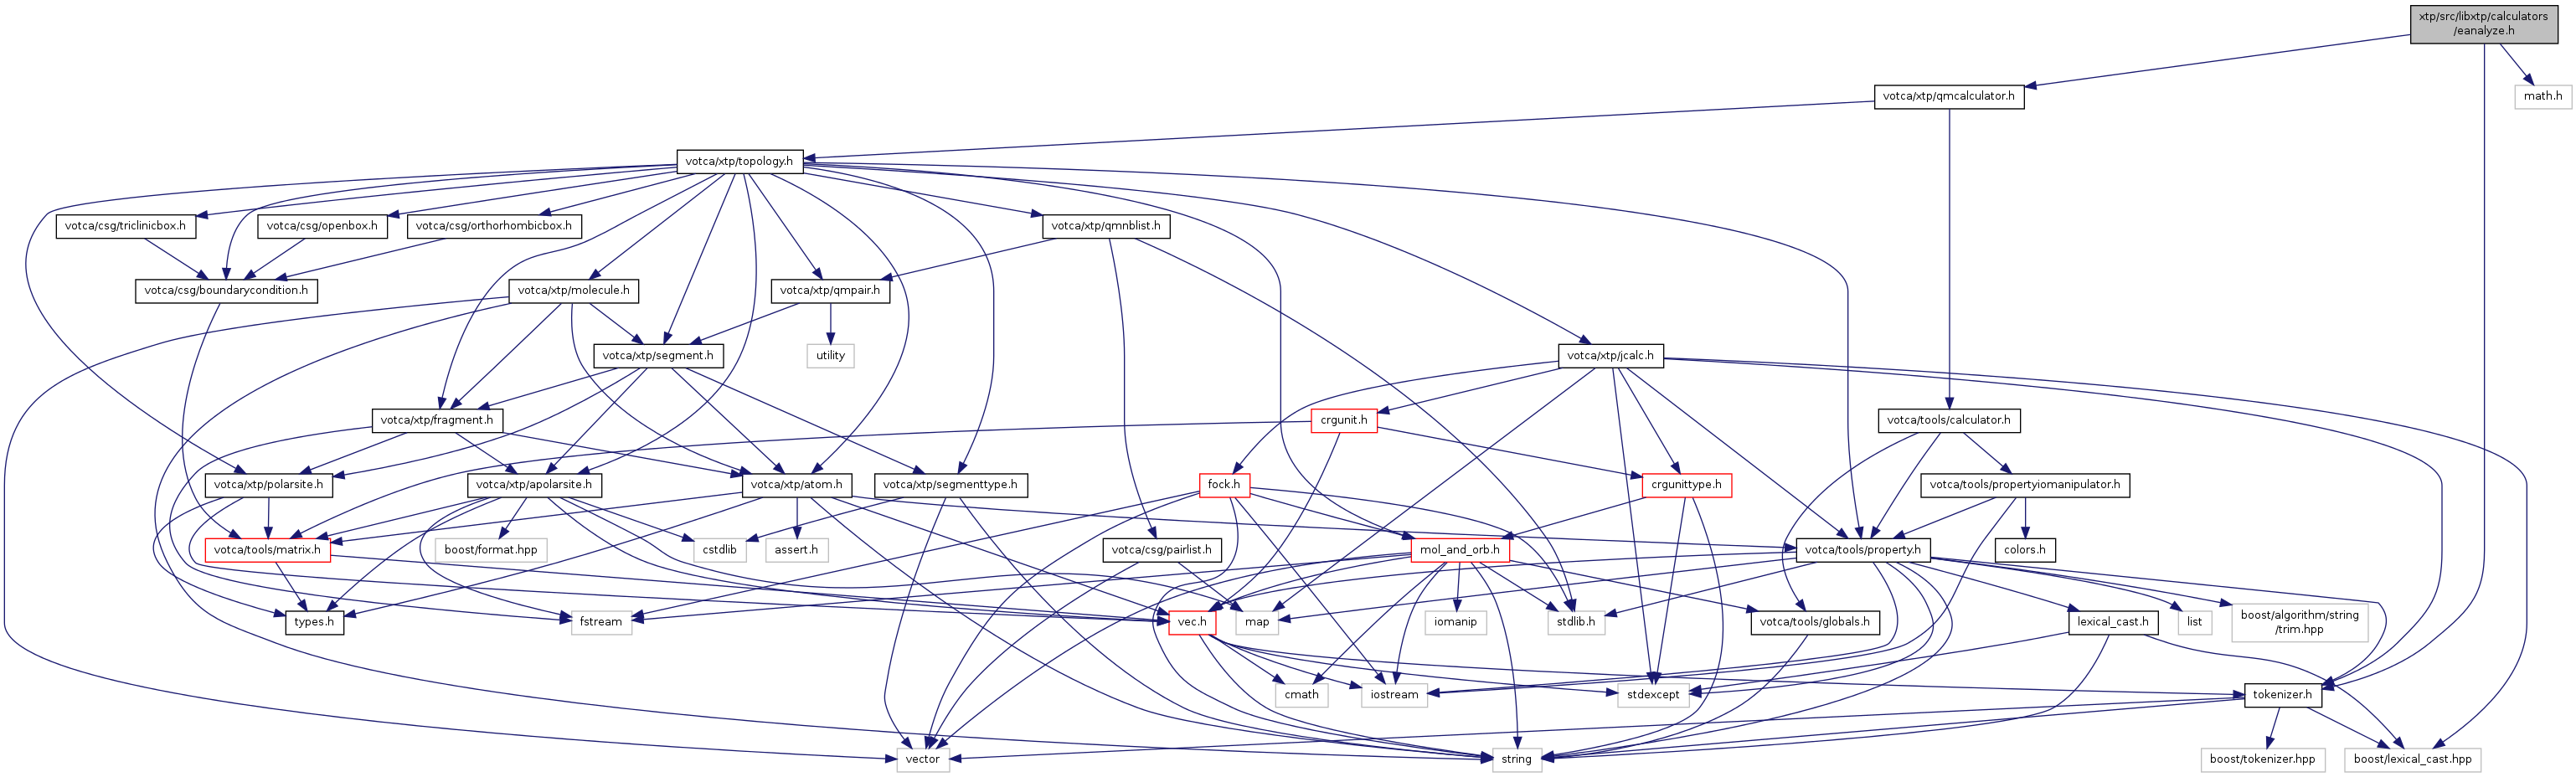 xtp/src/libxtp/calculators
/eanalyze.h
votca/xtp/qmcalculator.h
math.h
votca/xtp/topology.h
votca/csg/triclinicbox.h
votca/csg/openbox.h
votca/csg/orthorhombicbox.h
votca/xtp/qmnblist.h
votca/csg/boundarycondition.h
votca/xtp/molecule.h
votca/xtp/qmpair.h
votca/xtp/segment.h
utility
votca/xtp/jcalc.h
votca/xtp/fragment.h
crgunit.h
votca/tools/calculator.h
votca/xtp/polarsite.h
votca/xtp/apolarsite.h
votca/xtp/atom.h
votca/xtp/segmenttype.h
fock.h
crgunittype.h
votca/tools/propertyiomanipulator.h
votca/tools/matrix.h
boost/format.hpp
cstdlib
assert.h
votca/csg/pairlist.h
mol_and_orb.h
votca/tools/property.h
colors.h
types.h
fstream
vec.h
map
iomanip
stdlib.h
votca/tools/globals.h
lexical_cast.h
list
boost/algorithm/string
/trim.hpp
cmath
iostream
stdexcept
tokenizer.h
vector
string
boost/tokenizer.hpp
boost/lexical_cast.hpp